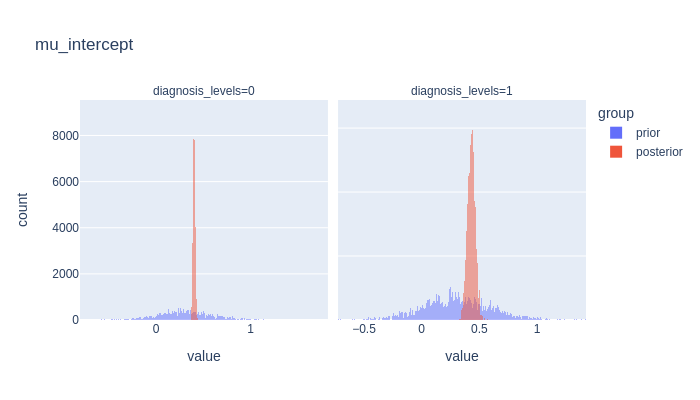 mu_intercept
diagnosis_levels=0
diagnosis_levels=1
group
prior
posterior
count
8000
6000
4000
2000
0
0
1
−0.5
0
0.5
1
value
value